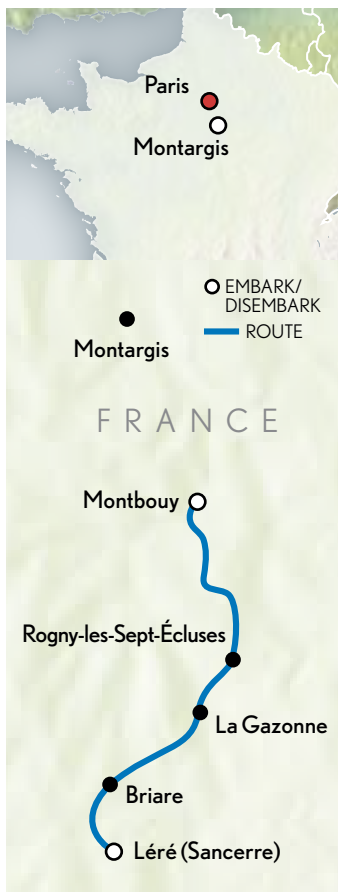 Paris
Montargis
EMBARK/
DISEMBARK
ROUTE
Montargis
FRANCE
Montbouy
Rogny-les-Sept-Écluses
La Gazonne
Briare
Léré (Sancerre)